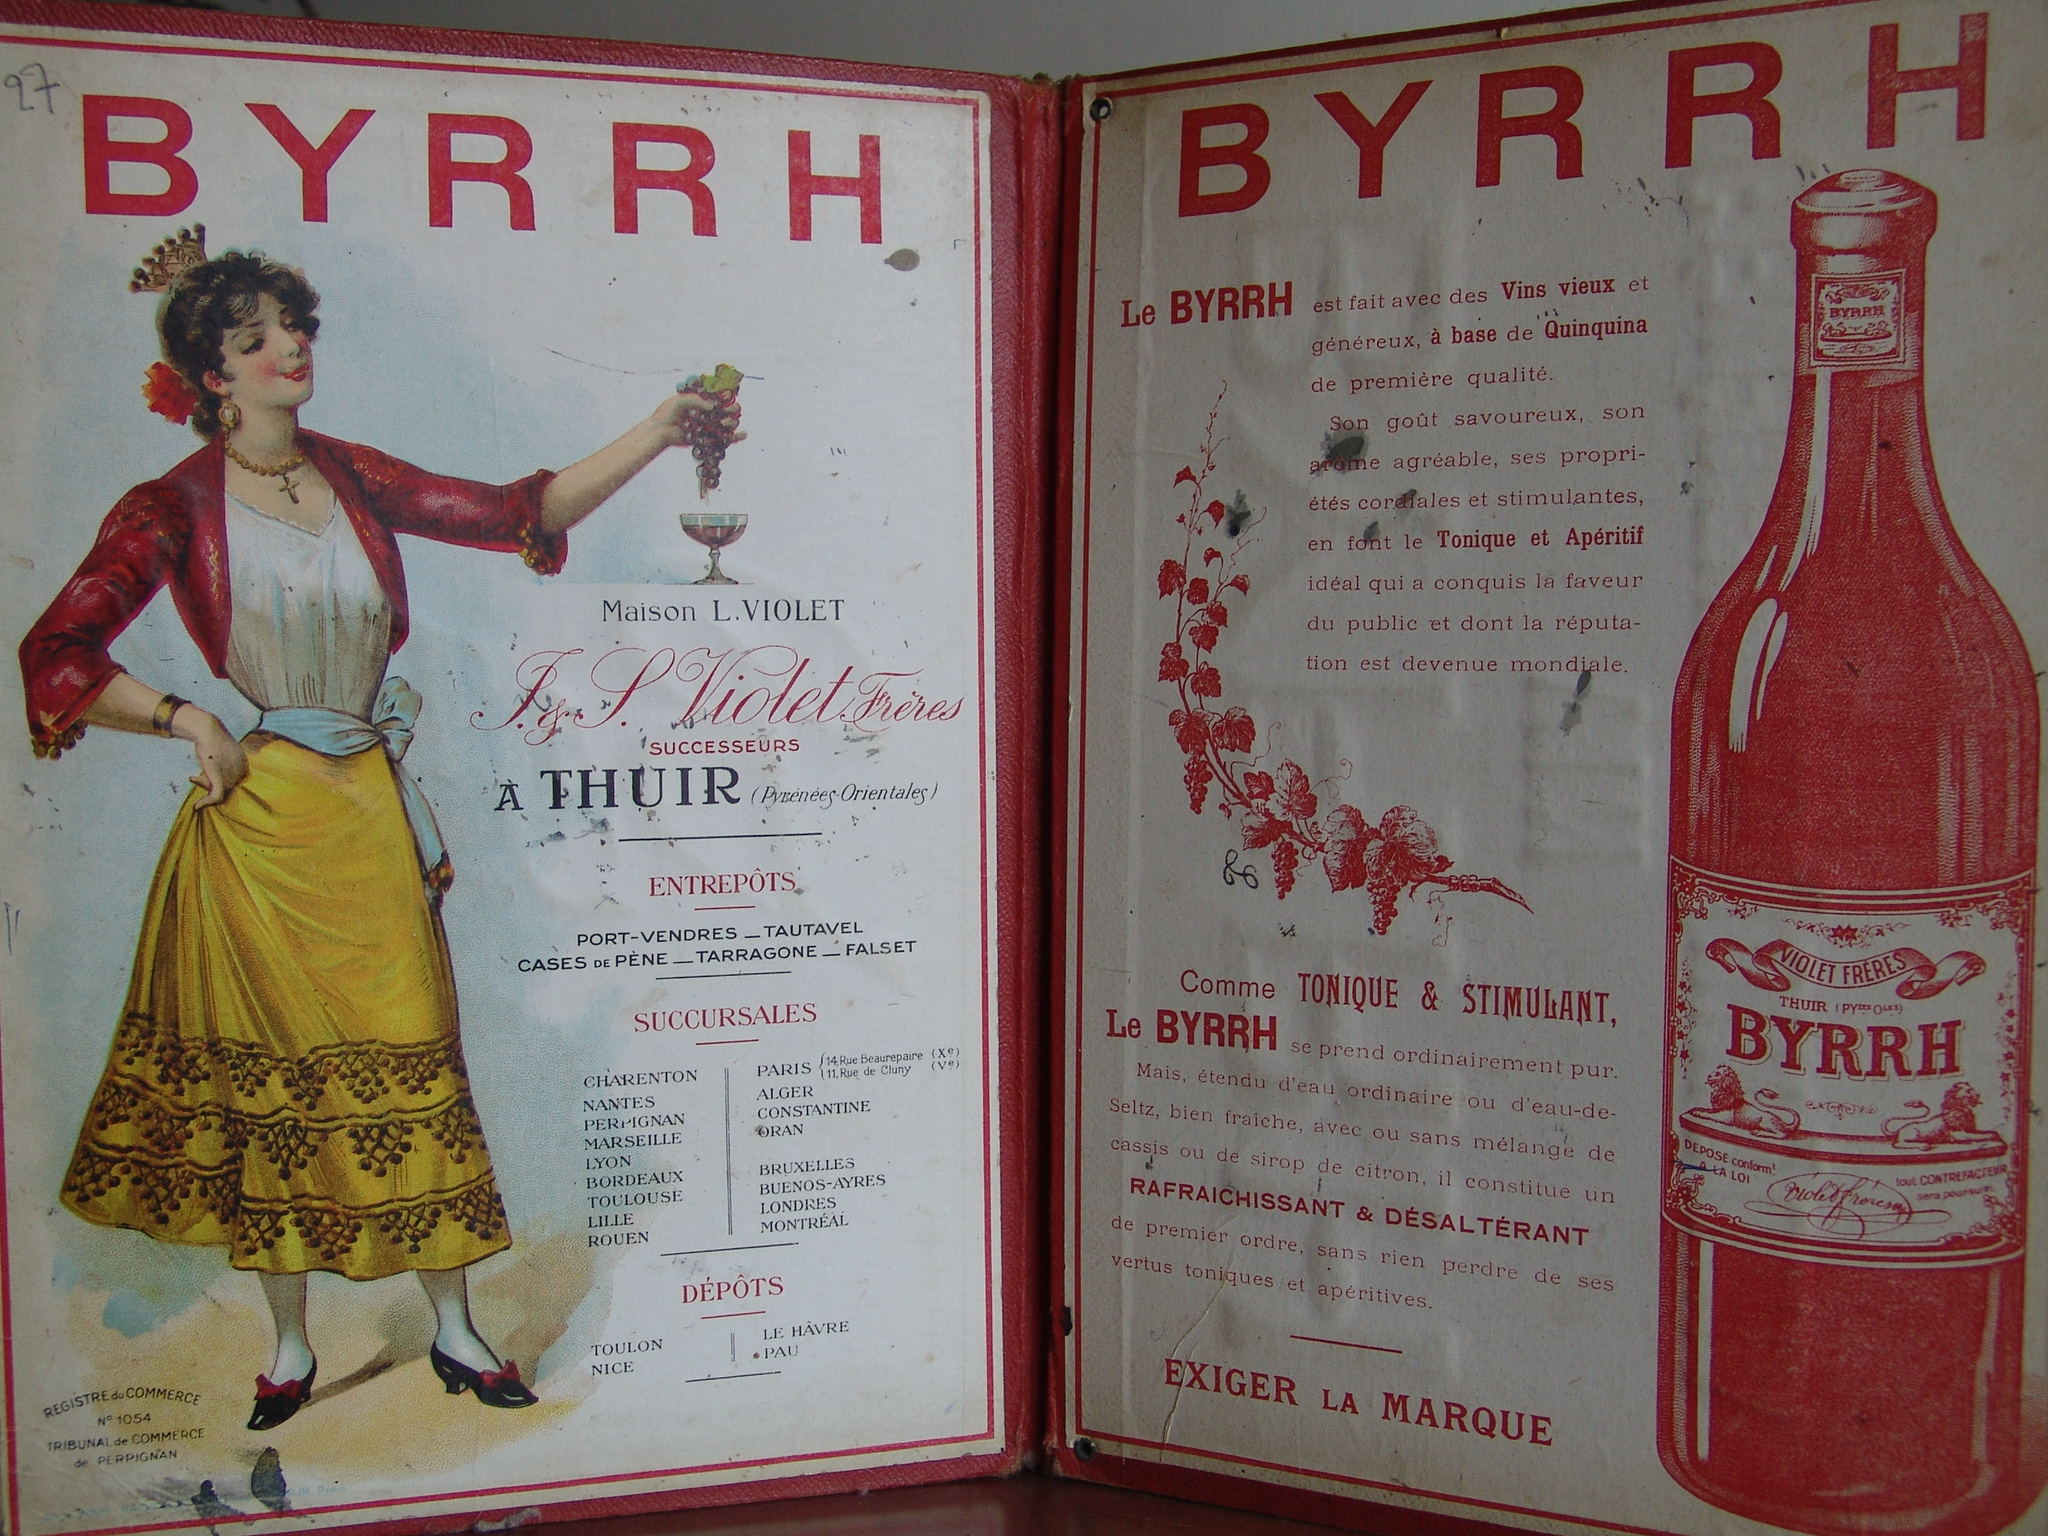 27
BYRRH
Maison L. VIOLET
J. & S. Violet Frères
SUCCESSEURS
À THUIR (Pyrénées-Orientales)
ENTREPÔTS
PORT-VENDRES _ TAUTAVEL
CASES DE PÈNE _ TARRAGONE _ FALSET
SUCCURSALES
CHARENTON
NANTES
PERPIGNAN
MARSEILLE
LYON
BORDEAUX
TOULOUSE
LILLE
ROUEN
PARIS { 14, Rue Beaurepaire (Xe)
11, Rue de Cluny (Ve)
ALGER
CONSTANTINE
ORAN
BRUXELLES
BUENOS-AYRES
LONDRES
MONTRÉAL
DÉPÔTS
TOULON
NICE
LE HÂVRE
PAU
REGISTRE du COMMERCE
N° 1054
TRIBUNAL de COMMERCE
de PERPIGNAN
BYRRH
Le BYRRH est fait avec des Vins vieux et
généreux, à base de Quinquina
de première qualité.
Son goût savoureux, son
arôme agréable, ses propri-
étés cordiales et stimulantes,
en font le Tonique et Apéritif
idéal qui a conquis la faveur
du public et dont la réputa-
tion est devenue mondiale.
Comme TONIQUE & STIMULANT,
Le BYRRH se prend ordinairement pur.
Mais, étendu d'eau ordinaire ou d'eau-de-
Seltz, bien fraîche, avec ou sans mélange de
cassis ou de sirop de citron, il constitue un
RAFRAICHISSANT & DÉSALTÉRANT
de premier ordre, sans rien perdre de ses
vertus toniques et apéritives.
EXIGER LA MARQUE
BYRRH
VIOLET FRÈRES
THUIR (PYRES ORLES)
BYRRH
DEPOSE conformt
A LA LOI
Violet frères
tout CONTREFACTEUR
sera poursuivi